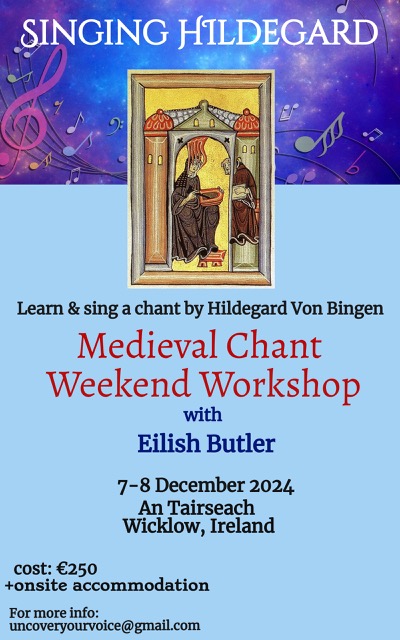 Singing Hildegard
Learn & sing a chant by Hildegard Von Bingen
Medieval Chant
Weekend Workshop
with
Eilish Butler
7-8 December 2024
An Tairseach
Wicklow, Ireland
cost: €250
+onsite accommodation
For more info:
uncoveryourvoice@gmail.com